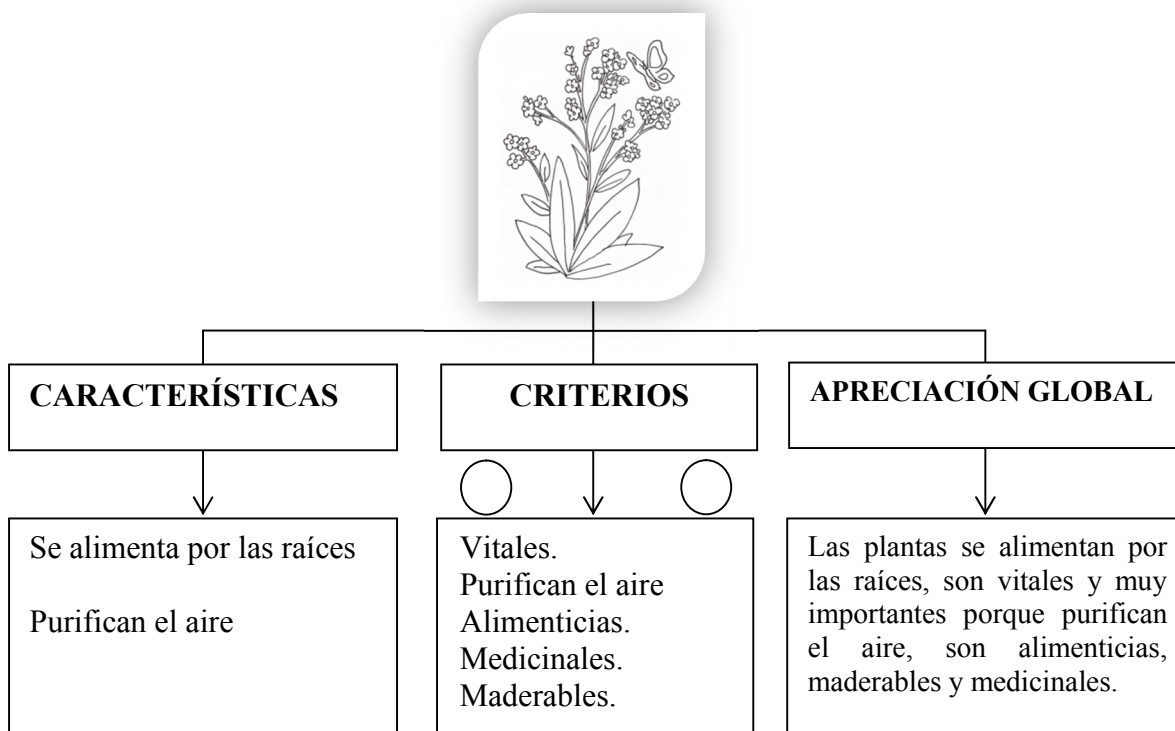 CARACTERÍSTICAS
CRITERIOS
APRECIACIÓN GLOBAL
Se alimenta por las raíces
Purifican el aire
Vitales.
Purifican el aire
Alimenticias.
Medicinales.
Maderables.
Las plantas se alimentan por
las raíces, son vitales y muy
importantes porque purifican
el aire, son alimenticias,
maderables y medicinales.